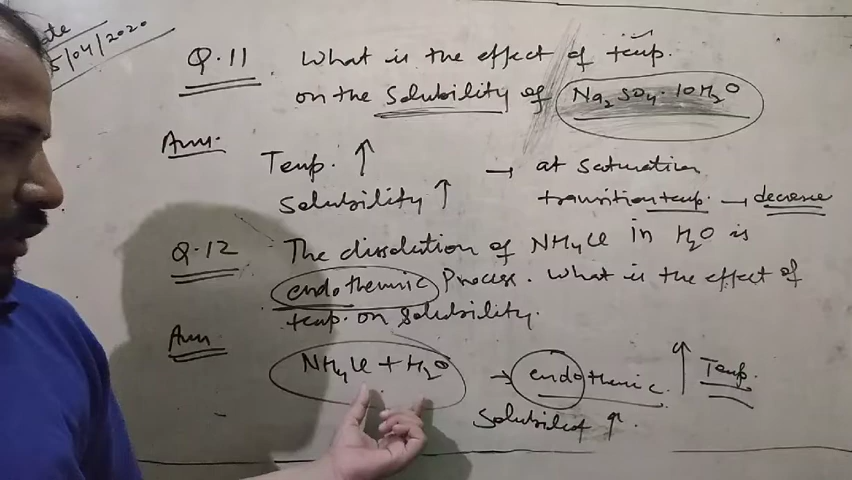 ate
5/04/2020
Q.11 What is the effect of temp.
on the solubility of Na2SO4·10H2O
Ans. Temp. ↑ → at saturation
Solubility ↑ transition temp. → decrease
Q.12 The dissolution of NH4Cl in H2O is
endothermic process. What is the effect of
temp. on solubility.
Ans NH4Cl + H2O → endothermic ↑ Temp.
Solubility ↑.